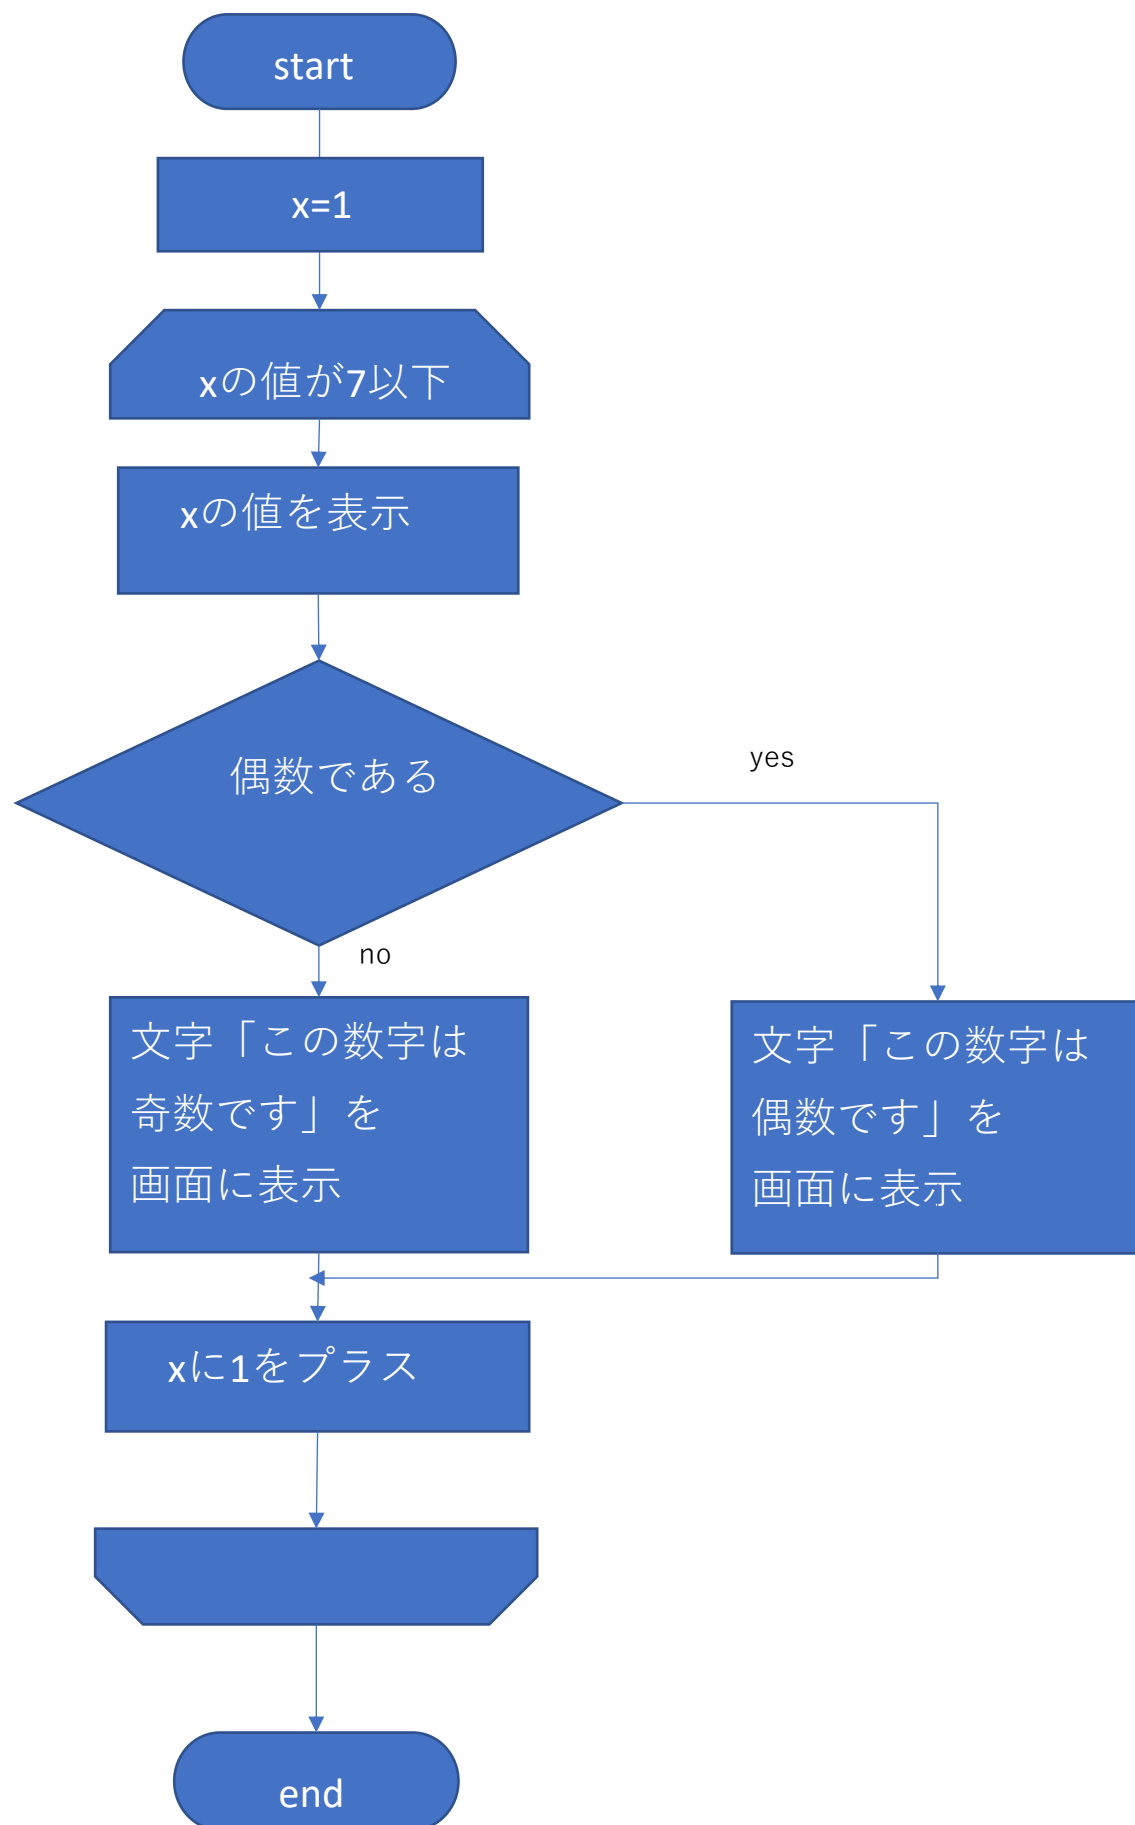 start
x=1
xの値が7以下
xの値を表示
偶数である
yes
no
文字「この数字は
奇数です」を
画面に表示
文字「この数字は
偶数です」を
画面に表示
xに1をプラス
end